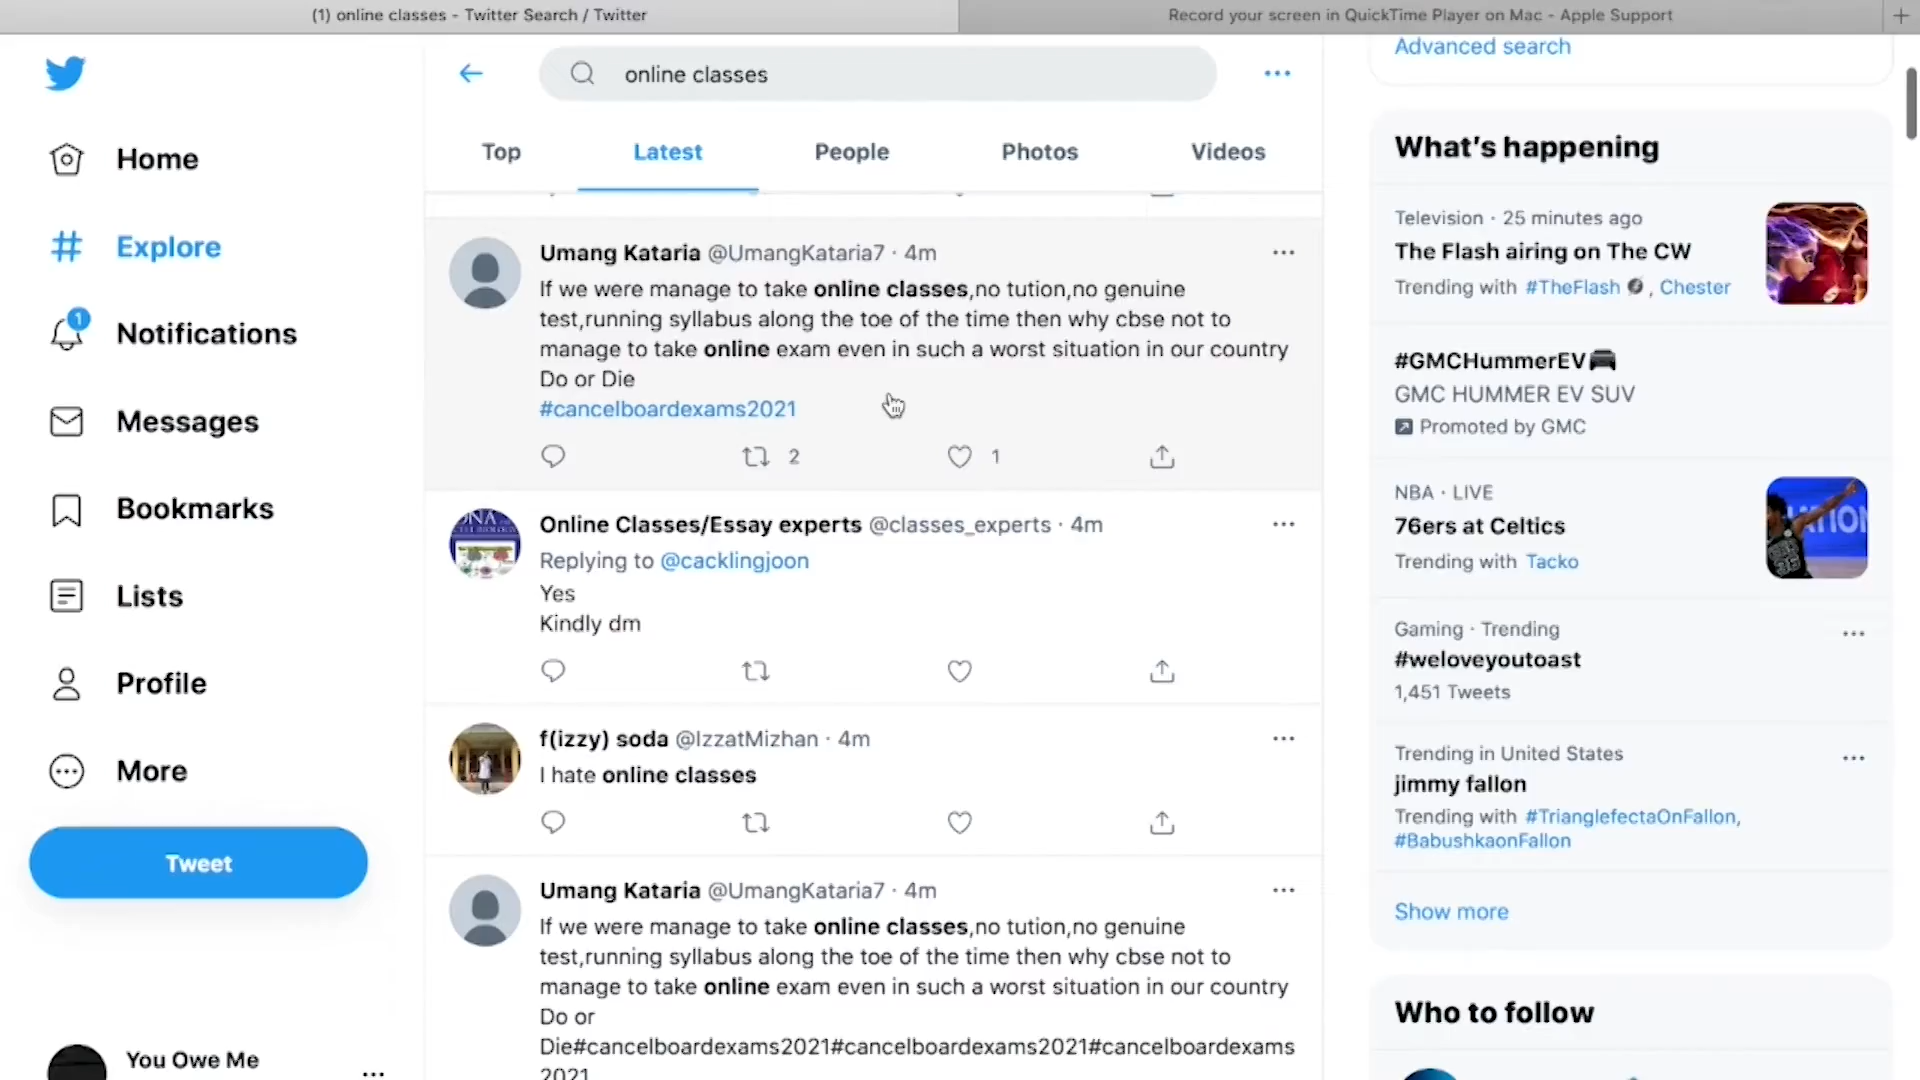 (1) online classes - Twitter Search / Twitter
Record your screen in QuickTime Player on Mac - Apple Support
Home
Explore
1
Notifications
Messages
Bookmarks
Lists
Profile
More
Tweet
You Owe Me
online classes
Top
Latest
People
Photos
Videos
Umang Kataria @UmangKataria7 · 4m
If we were manage to take online classes,no tution,no genuine
test,running syllabus along the toe of the time then why cbse not to
manage to take online exam even in such a worst situation in our country
Do or Die
#cancelboardexams2021
2
1
Online Classes/Essay experts @classes_experts · 4m
Replying to @cacklingjoon
Yes
Kindly dm
f(izzy) soda @IzzatMizhan · 4m
I hate online classes
Umang Kataria @UmangKataria7 · 4m
If we were manage to take online classes,no tution,no genuine
test,running syllabus along the toe of the time then why cbse not to
manage to take online exam even in such a worst situation in our country
Do or
Die#cancelboardexams2021#cancelboardexams2021#cancelboardexams
2021
Advanced search
What's happening
Television · 25 minutes ago
The Flash airing on The CW
Trending with #TheFlash , Chester
#GMCHummerEV
GMC HUMMER EV SUV
Promoted by GMC
NBA · LIVE
76ers at Celtics
Trending with Tacko
Gaming · Trending
#weloveyoutoast
1,451 Tweets
Trending in United States
jimmy fallon
Trending with #TrianglefectaOnFallon,
#BabushkaonFallon
Show more
Who to follow